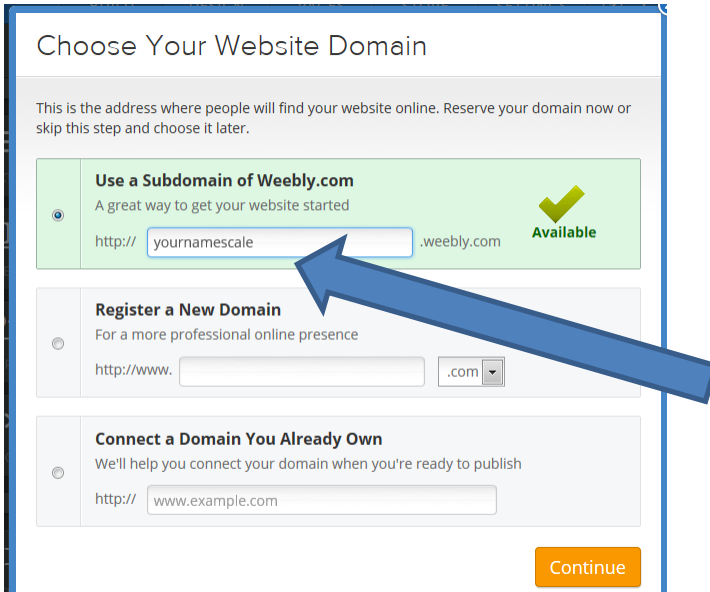 Choose Your Website Domain
This is the address where people will find your website online. Reserve your domain now or
skip this step and choose it later.
Use a Subdomain of Weebly.com
A great way to get your website started
http:// yournamescale .weebly.com
Available
Register a New Domain
For a more professional online presence
http://www. .com
Connect a Domain You Already Own
We'll help you connect your domain when you're ready to publish
http:// www.example.com
Continue